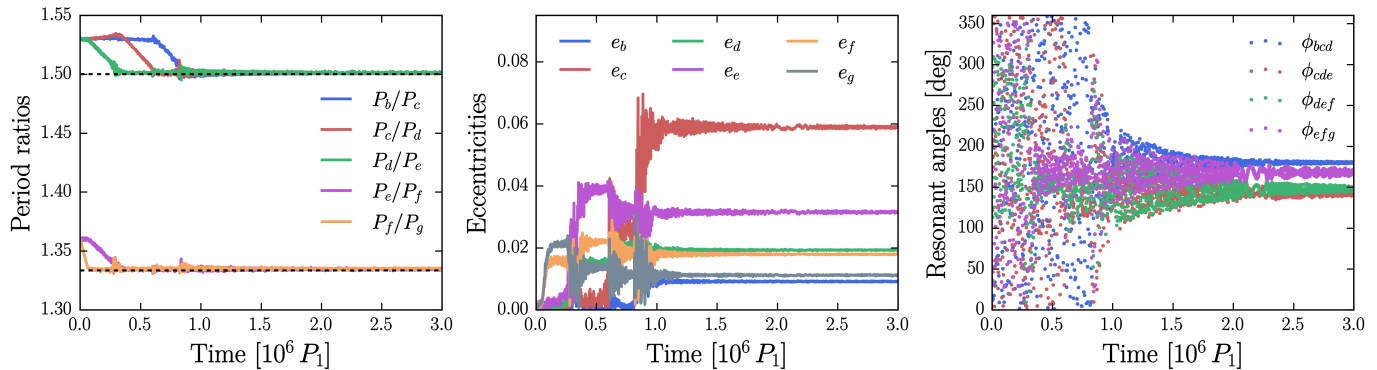 1.55
1.50
1.45
1.40
1.35
1.30
Period ratios
P_b/P_c
P_c/P_d
P_d/P_e
P_e/P_f
P_f/P_g
0.0 0.5 1.0 1.5 2.0 2.5 3.0
Time [10^6 P_1]
0.08
0.06
0.04
0.02
0.00
Eccentricities
e_b e_d e_f
e_c e_e e_g
0.0 0.5 1.0 1.5 2.0 2.5 3.0
Time [10^6 P_1]
350
300
250
200
150
100
50
0
Resonant angles [deg]
ϕ_bcd
ϕ_cde
ϕ_def
ϕ_efg
0.0 0.5 1.0 1.5 2.0 2.5 3.0
Time [10^6 P_1]